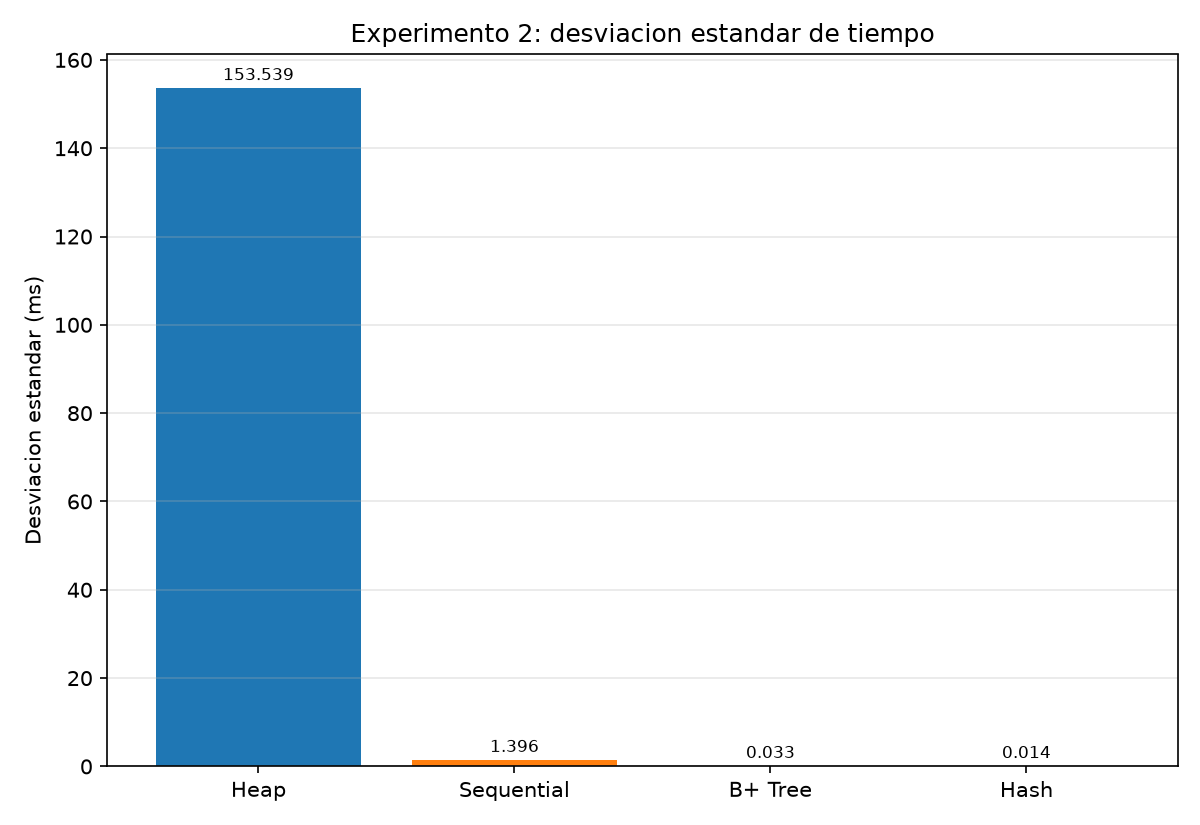 Experimento 2: desviacion estandar de tiempo
Desviacion estandar (ms)
160
140
120
100
80
60
40
20
0
153.539
1.396
0.033
0.014
Heap
Sequential
B+ Tree
Hash